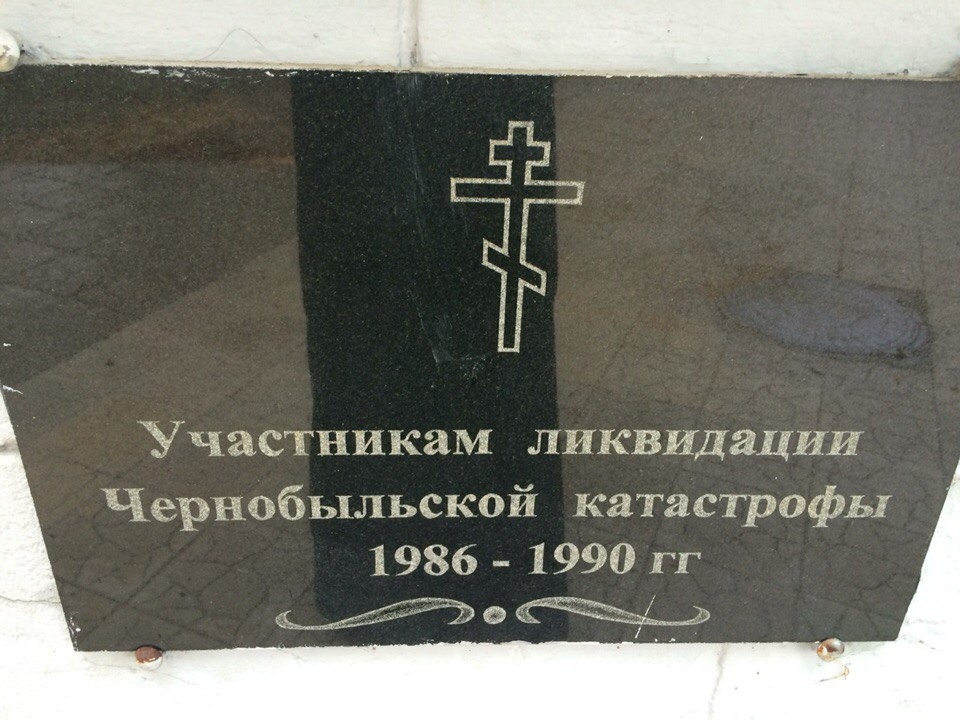 Участникам ликвидации
Чернобыльской катастрофы
1986 - 1990 гг